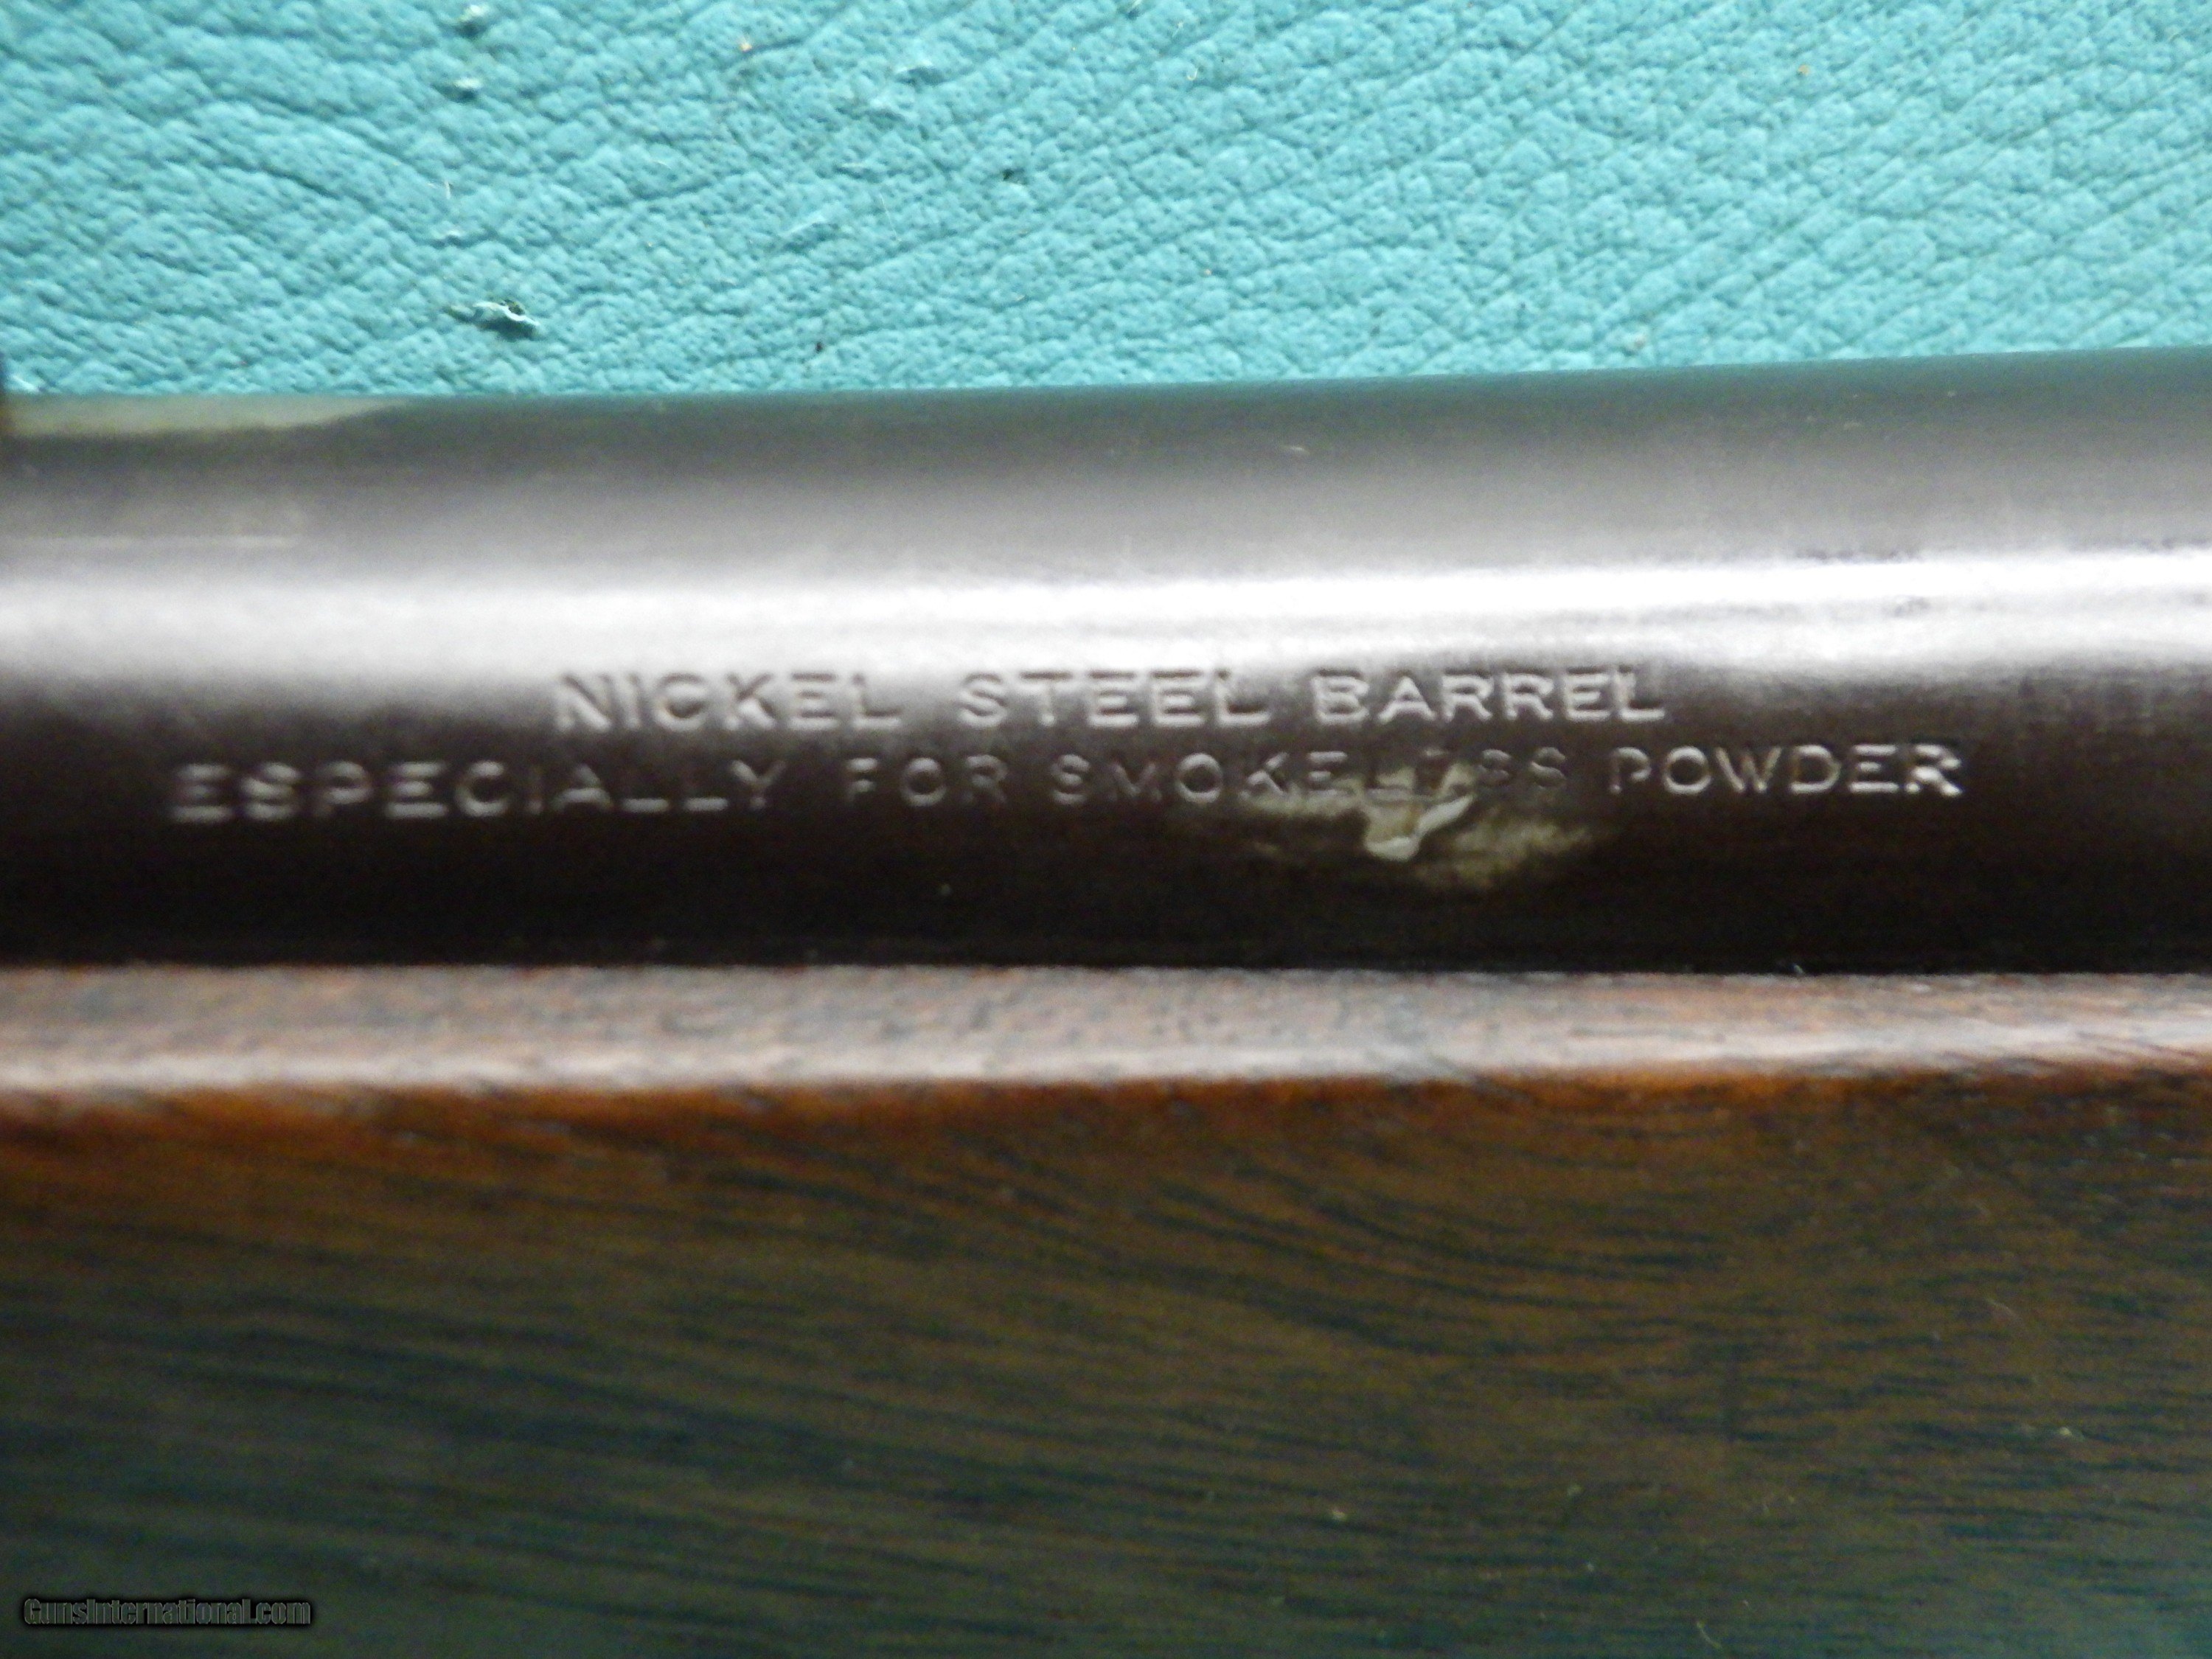 NICKEL STEEL BARREL
ESPECIALLY FOR SMOKELESS POWDER
GunsInternational.com